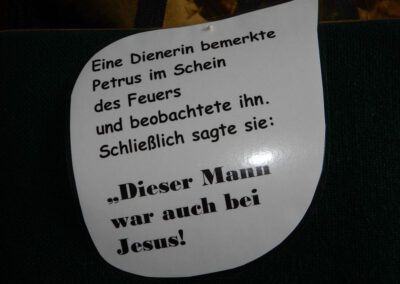 Eine Dienerin bemerkte
Petrus im Schein
des Feuers
und beobachtete ihn.
Schließlich sagte sie:
„Dieser Mann
war auch bei
Jesus!